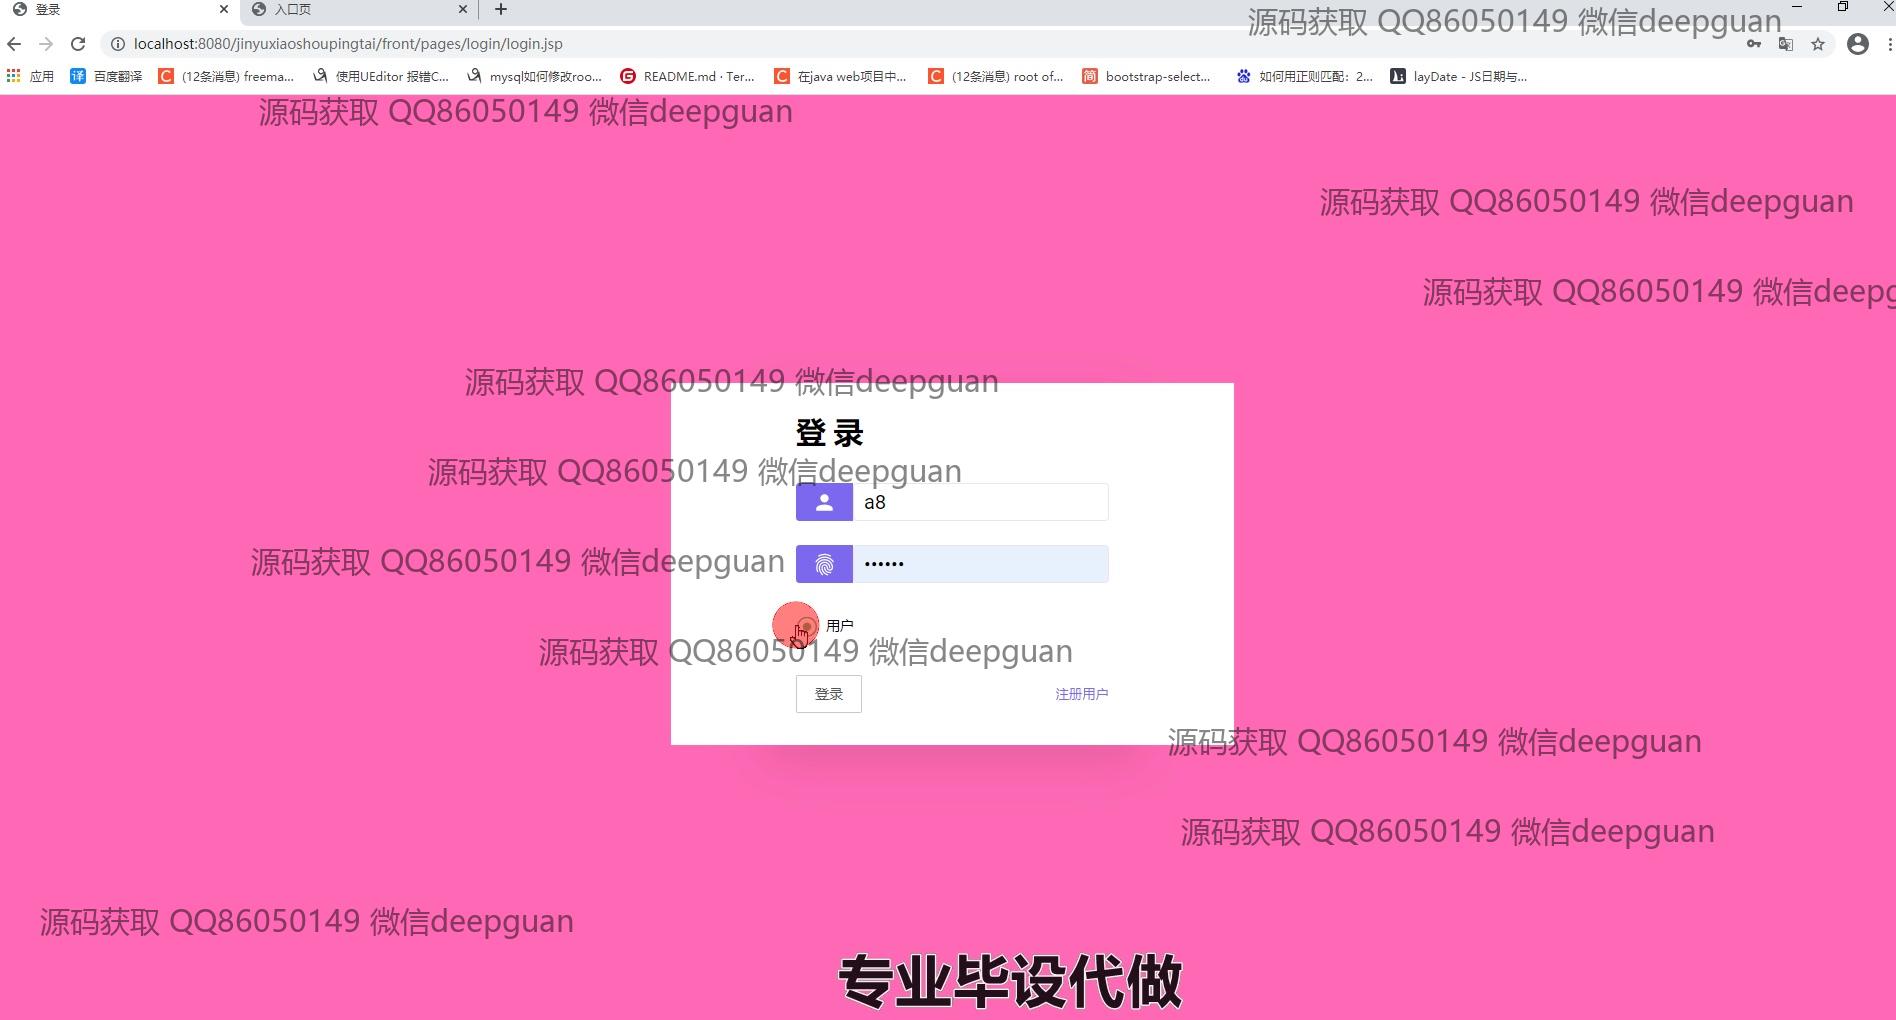 登录
入口页
源码获取 QQ86050149 微信deepguan
localhost:8080/jinyuxiaoshoupingtai/front/pages/login/login.jsp
应用
百度翻译
(12条消息) freema...
使用UEditor 报错C...
mysql如何修改roo...
README.md · Ter...
在java web项目中...
(12条消息) root of...
bootstrap-select...
如何用正则匹配：2...
layDate - JS日期与...
源码获取 QQ86050149 微信deepguan
源码获取 QQ86050149 微信deepguan
源码获取 QQ86050149 微信deepg
源码获取 QQ86050149 微信deepguan
登 录
源码获取 QQ86050149 微信deepguan
a8
源码获取 QQ86050149 微信deepguan
••••••
用户
源码获取 QQ86050149 微信deepguan
登录
注册用户
源码获取 QQ86050149 微信deepguan
源码获取 QQ86050149 微信deepguan
源码获取 QQ86050149 微信deepguan
专业毕设代做